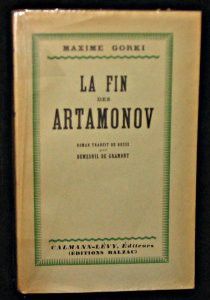 MAXIME GORKI
LA FIN
DES
ARTAMONOV
ROMAN TRADUIT DU RUSSE
par
DUMESNIL DE GRAMONT
CALMANN-LÉVY, Éditeurs
(ÉDITIONS BALZAC)